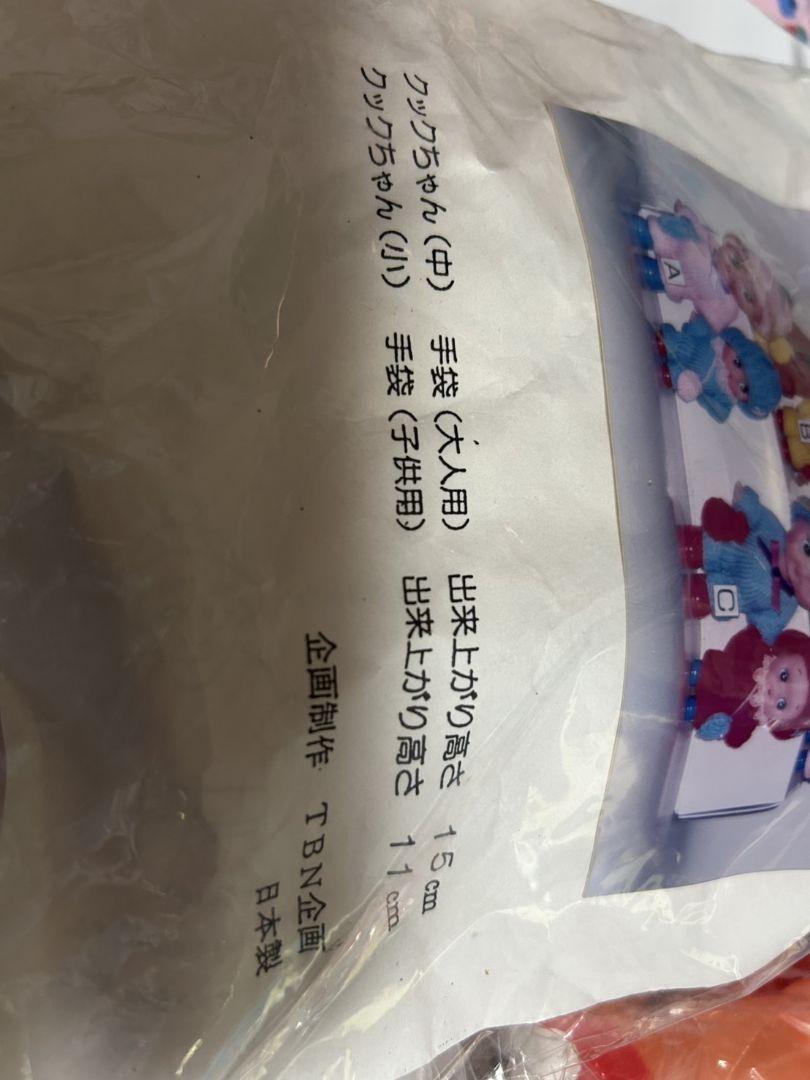 クックちゃん（中） 手袋（大人用） 出来上がり高さ 15cm
クックちゃん（小） 手袋（子供用） 出来上がり高さ 11cm
企画制作 TBN企画
日本製
A
B
C